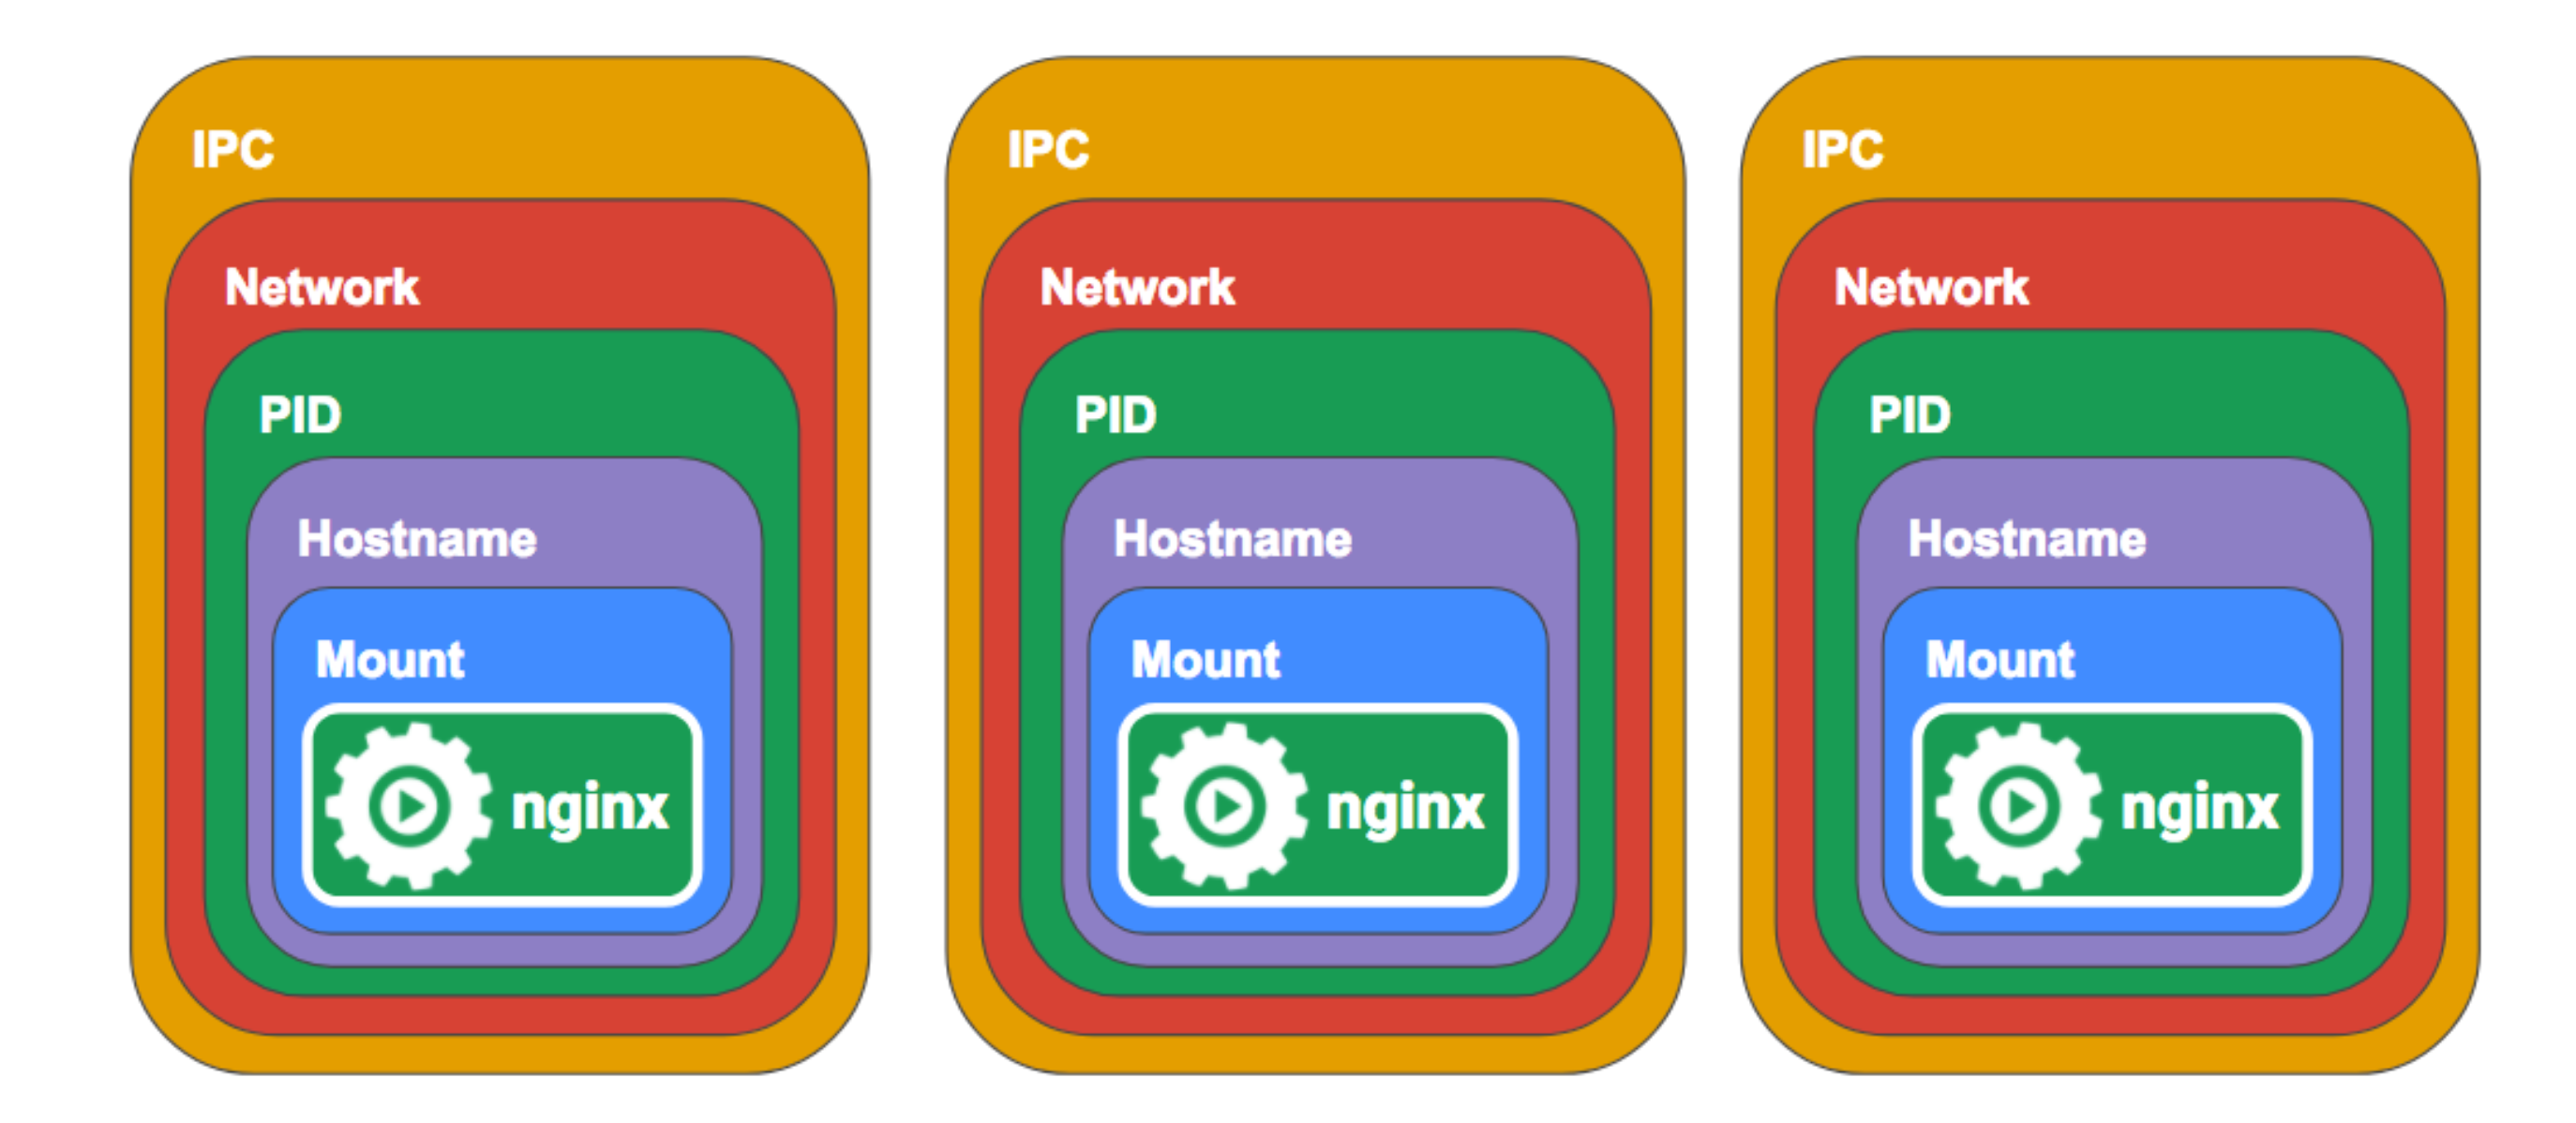 IPC
Network
PID
Hostname
Mount
nginx
IPC
Network
PID
Hostname
Mount
nginx
IPC
Network
PID
Hostname
Mount
nginx